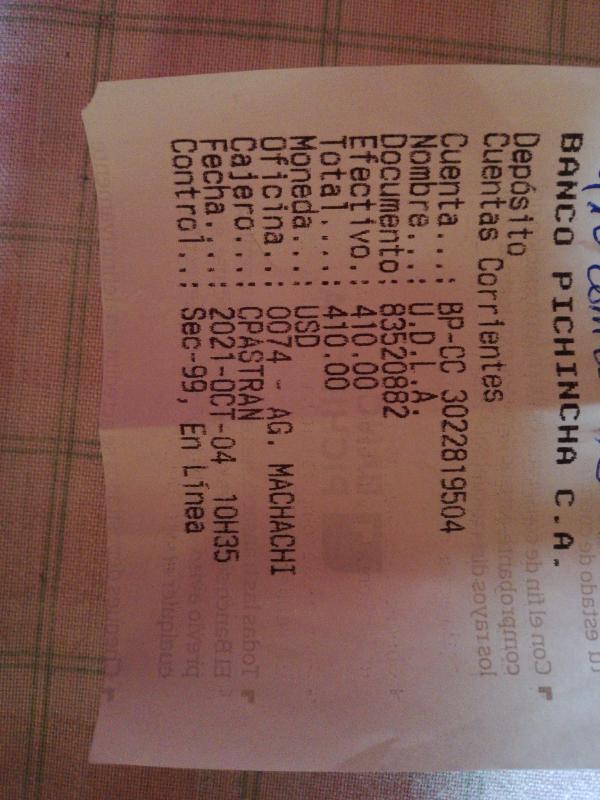 BANCO PICHINCHA C.A.
Depósito
Cuentas Corrientes
Cuenta...: BP-CC 3022819504
Nombre...: U.D.L.A.
Documento: 83520882
Efectivo.: 410.00
Total....: 410.00
Moneda...: USD
Oficina..: 0074 - AG. MACHACHI
Cajero...: CPASTRAN
Fecha....: 2021-OCT-04 10H35
Control..: Sec-99, En Línea